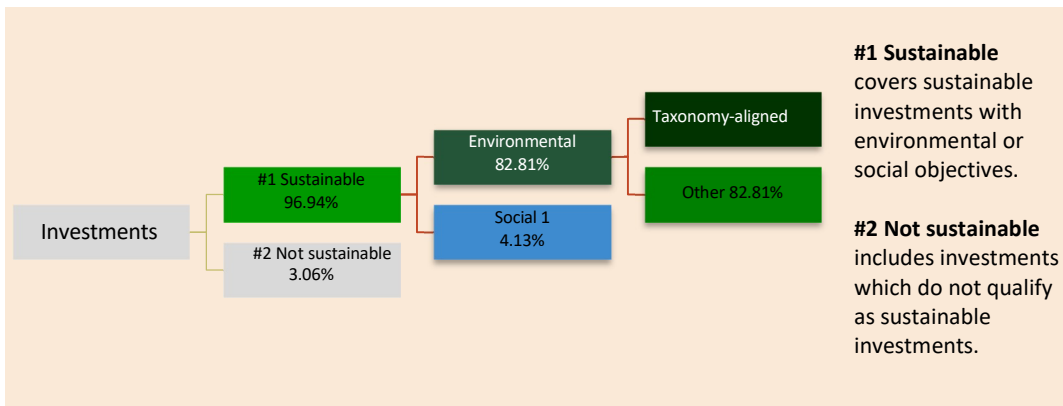 Investments
#1 Sustainable
96.94%
#2 Not sustainable
3.06%
Environmental
82.81%
Social 1
4.13%
Taxonomy-aligned
Other 82.81%
#1 Sustainable
covers sustainable
investments with
environmental or
social objectives.
#2 Not sustainable
includes investments
which do not qualify
as sustainable
investments.